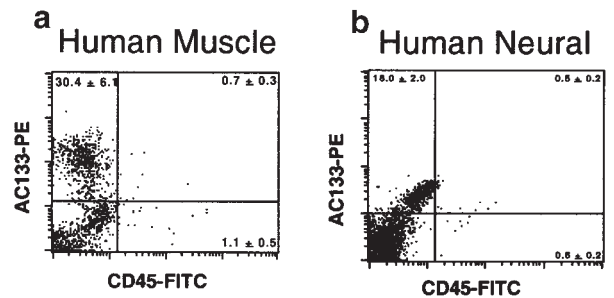 a
Human Muscle
30.4 ± 6.1
0.7 ± 0.3
AC133-PE
1.1 ± 0.5
CD45-FITC
b
Human Neural
18.0 ± 2.0
0.5 ± 0.2
AC133-PE
0.6 ± 0.2
CD45-FITC